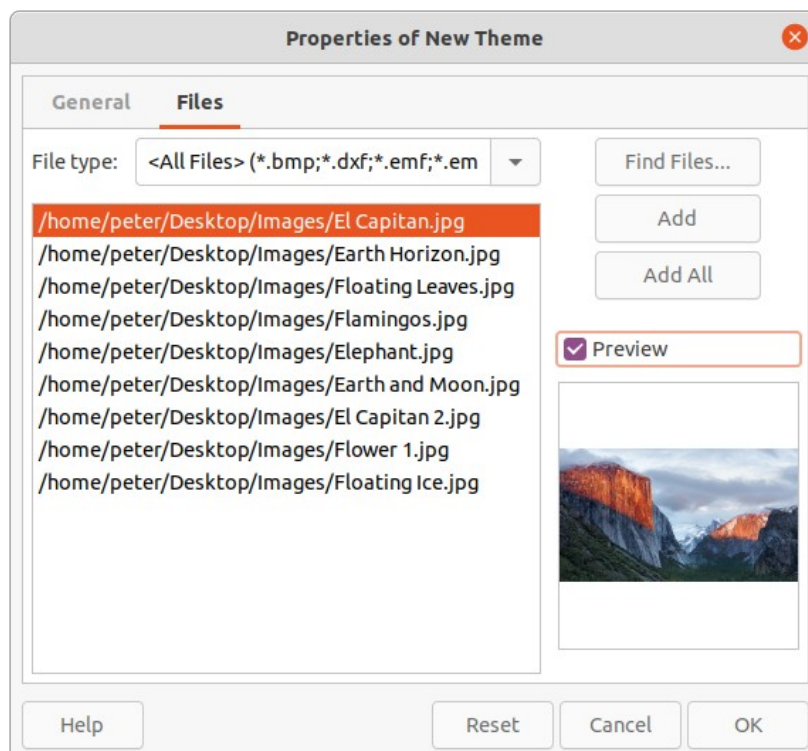 Properties of New Theme
General Files
File type: <All Files> (*.bmp;*.dxf;*.emf;*.em
Find Files...
/home/peter/Desktop/Images/El Capitan.jpg
Add
/home/peter/Desktop/Images/Earth Horizon.jpg
/home/peter/Desktop/Images/Floating Leaves.jpg
Add All
/home/peter/Desktop/Images/Flamingos.jpg
/home/peter/Desktop/Images/Elephant.jpg
Preview
/home/peter/Desktop/Images/Earth and Moon.jpg
/home/peter/Desktop/Images/El Capitan 2.jpg
/home/peter/Desktop/Images/Flower 1.jpg
/home/peter/Desktop/Images/Floating Ice.jpg
Help Reset Cancel OK